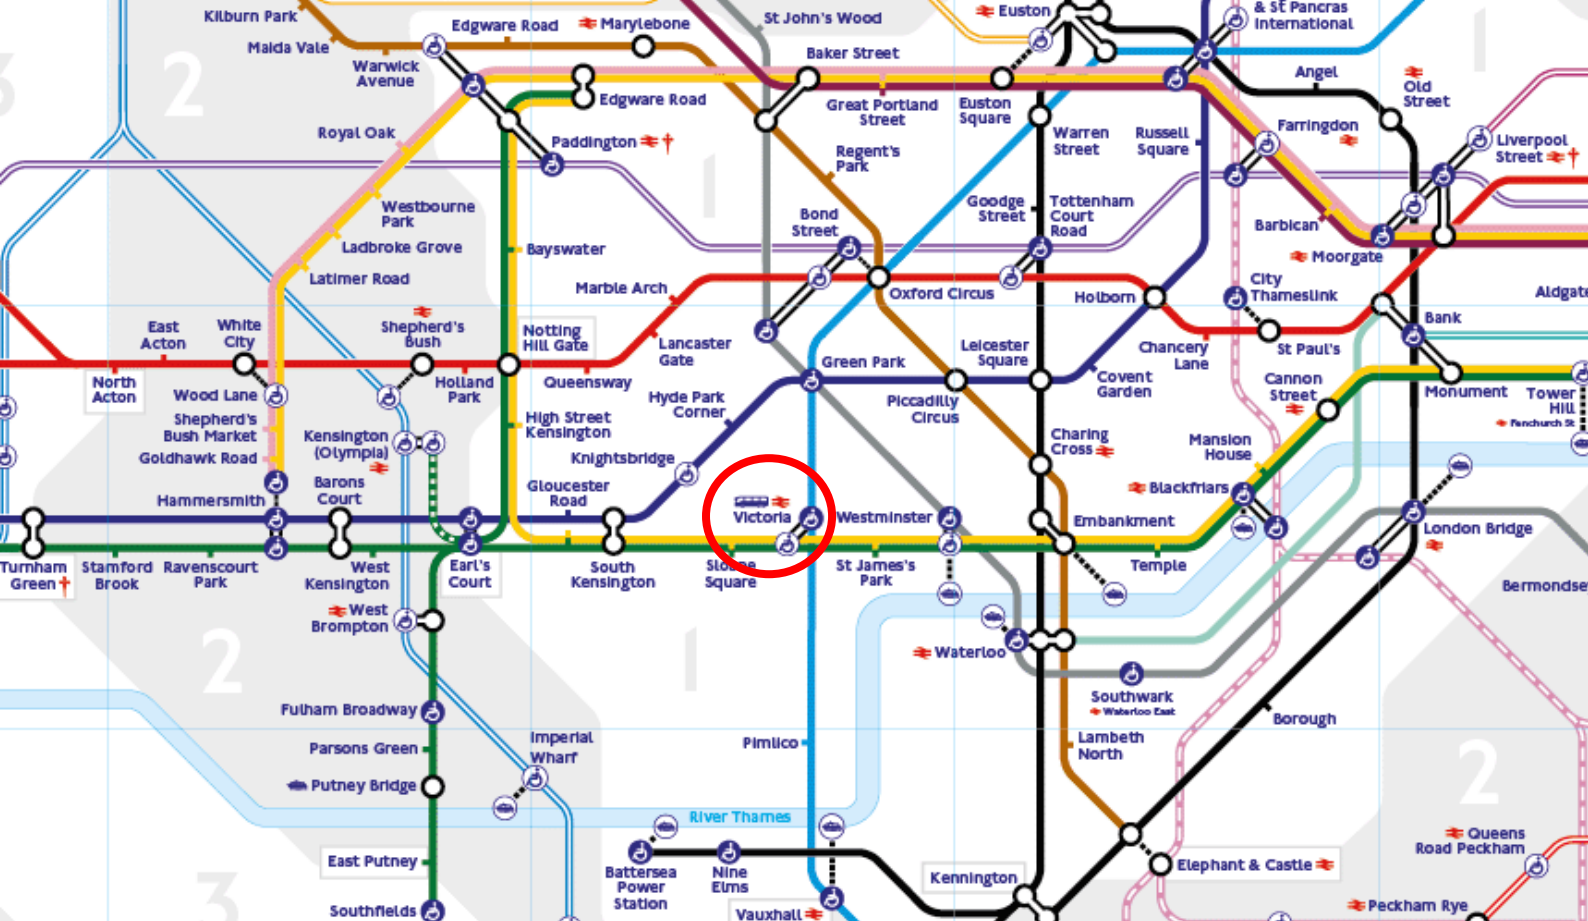 Kilburn Park
Maida Vale
Edgware Road
Marylebone
St John's Wood
Euston
& St Pancras
International
Warwick
Avenue
Baker Street
Edgware Road
Great Portland
Street
Euston
Square
Angel
Old
Street
Royal Oak
Paddington
Regent's
Park
Warren
Street
Russell
Square
Farringdon
Liverpool
Street
Westbourne
Park
Ladbroke Grove
Latimer Road
Bayswater
Bond
Street
Goodge
Street
Tottenham
Court
Road
Barbican
Moorgate
Marble Arch
Oxford Circus
Holborn
City
Thameslink
Aldgate
East
Acton
White
City
Shepherd's
Bush
Notting
Hill Gate
Lancaster
Gate
Green Park
Leicester
Square
Chancery
Lane
St Paul's
Bank
North
Acton
Wood Lane
Holland
Park
Queensway
Hyde Park
Corner
Piccadilly
Circus
Covent
Garden
Cannon
Street
Monument
Tower
Hill
Fenchurch St
Shepherd's
Bush Market
Goldhawk Road
Kensington
(Olympia)
High Street
Kensington
Knightsbridge
Charing
Cross
Mansion
House
Hammersmith
Barons
Court
Gloucester
Road
Victoria
Westminster
Embankment
Blackfriars
London Bridge
Turnham
Green
Stamford
Brook
Ravenscourt
Park
West
Kensington
Earl's
Court
South
Kensington
Sloane
Square
St James's
Park
Temple
Bermondsey
West
Brompton
Waterloo
Southwark
Waterloo East
Borough
Fulham Broadway
Parsons Green
Putney Bridge
Imperial
Wharf
Pimlico
Lambeth
North
River Thames
East Putney
Southfields
Battersea
Power
Station
Nine
Elms
Vauxhall
Kennington
Elephant & Castle
Queens
Road Peckham
Peckham Rye
3
2
1
1
2
1
2
3